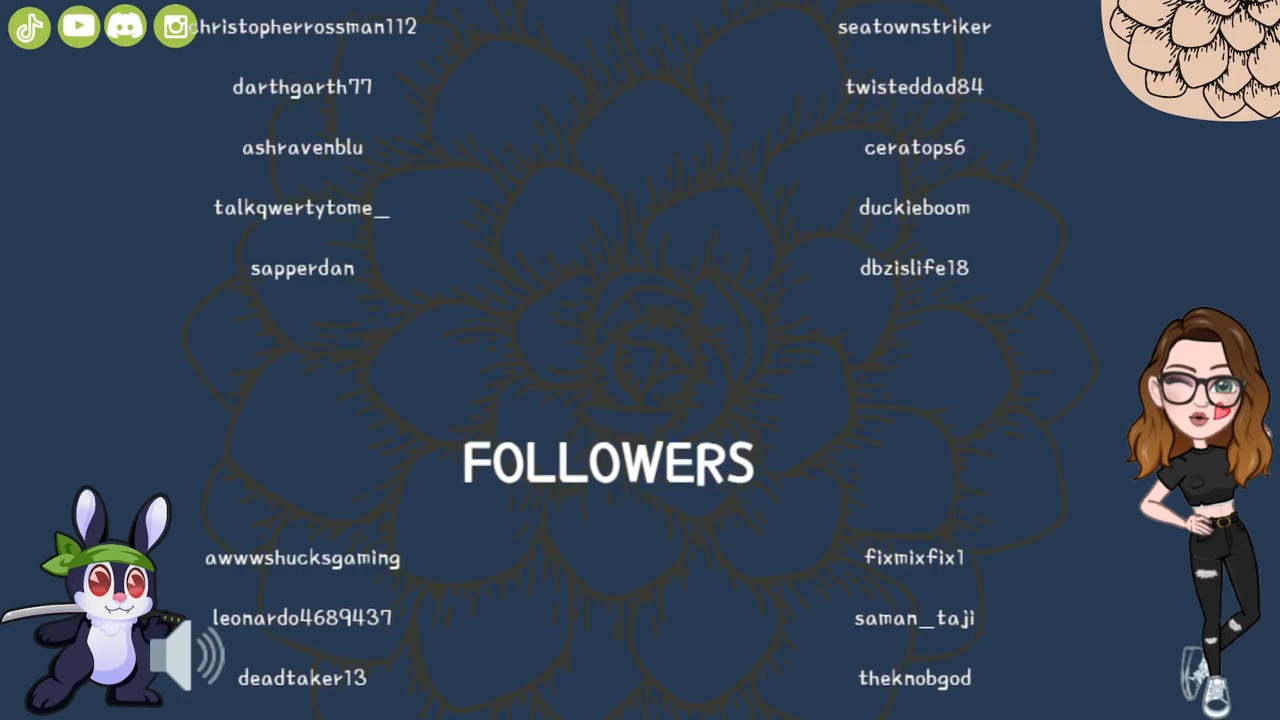 christopherrossman112 seatownstriker
darthgarth77 twisteddad84
ashravenblu ceratops6
talkqwertytome_ duckieboom
sapperdan dbzislife18
FOLLOWERS
awwwshucksgaming fixmixfix1
leonardo4689437 saman_taji
deadtaker13 theknobgod